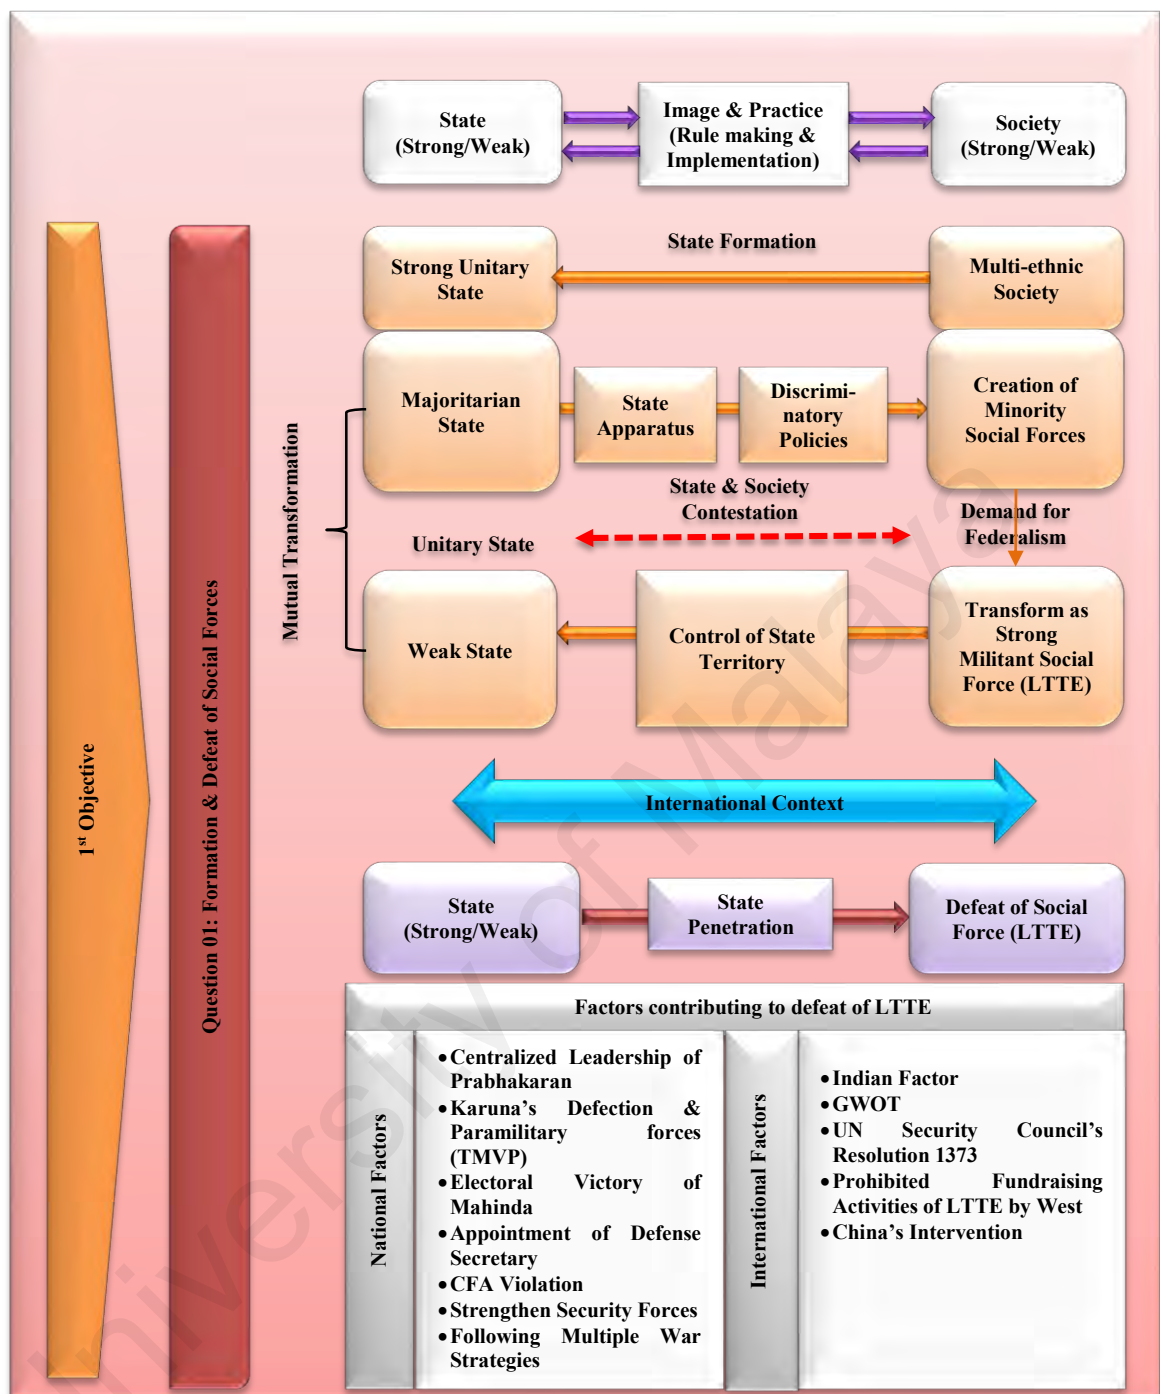 State
(Strong/Weak)
Image & Practice
(Rule making &
Implementation)
Society
(Strong/Weak)
State Formation
Strong Unitary
State
Multi-ethnic
Society
Majoritarian
State
State
Apparatus
Discrimi-
natory
Policies
Creation of
Minority
Social Forces
Mutual Transformation
State & Society
Contestation
Demand for
Federalism
Unitary State
Weak State
Control of State
Territory
Transform as
Strong
Militant Social
Force (LTTE)
1st Objective
Question 01: Formation & Defeat of Social Forces
International Context
State
(Strong/Weak)
State
Penetration
Defeat of Social
Force (LTTE)
Factors contributing to defeat of LTTE
National Factors
•Centralized Leadership of
Prabhakaran
•Karuna’s Defection &
Paramilitary forces
(TMVP)
•Electoral Victory of
Mahinda
•Appointment of Defense
Secretary
•CFA Violation
•Strengthen Security Forces
•Following Multiple War
Strategies
International Factors
•Indian Factor
•GWOT
•UN Security Council’s
Resolution 1373
•Prohibited Fundraising
Activities of LTTE by West
•China’s Intervention
University of Malaya